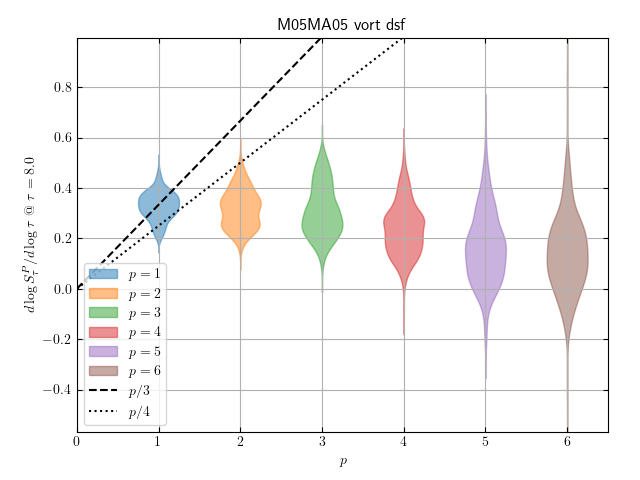 M05MA05 vort dsf
d log S_τ^P / d log τ @ τ = 8.0
0.8
0.6
0.4
0.2
0.0
−0.2
−0.4
p = 1
p = 2
p = 3
p = 4
p = 5
p = 6
p/3
p/4
0 1 2 3 4 5 6
p